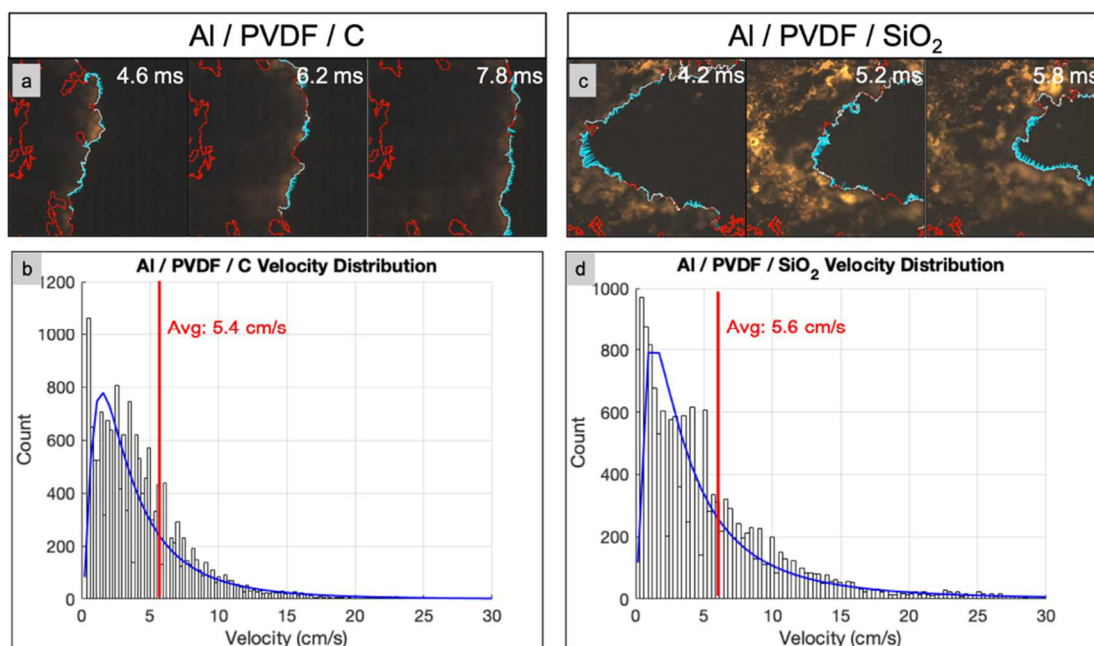 Al / PVDF / C
Al / PVDF / SiO₂
a
4.6 ms
6.2 ms
7.8 ms
c
4.2 ms
5.2 ms
5.8 ms
b
Al / PVDF / C Velocity Distribution
Avg: 5.4 cm/s
Count
1200
1000
800
600
400
200
0
0 5 10 15 20 25 30
Velocity (cm/s)
d
Al / PVDF / SiO₂ Velocity Distribution
Avg: 5.6 cm/s
Count
1000
800
600
400
200
0
0 5 10 15 20 25 30
Velocity (cm/s)